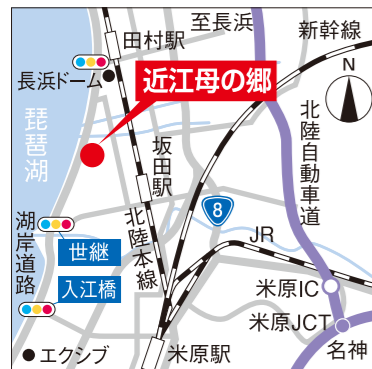 至長浜
新幹線
田村駅
長浜ドーム
近江母の郷
N
琵琶湖
坂田駅
北陸自動車道
8
湖岸道路
世継
北陸本線
JR
入江橋
米原IC
米原JCT
エクシブ
米原駅
名神